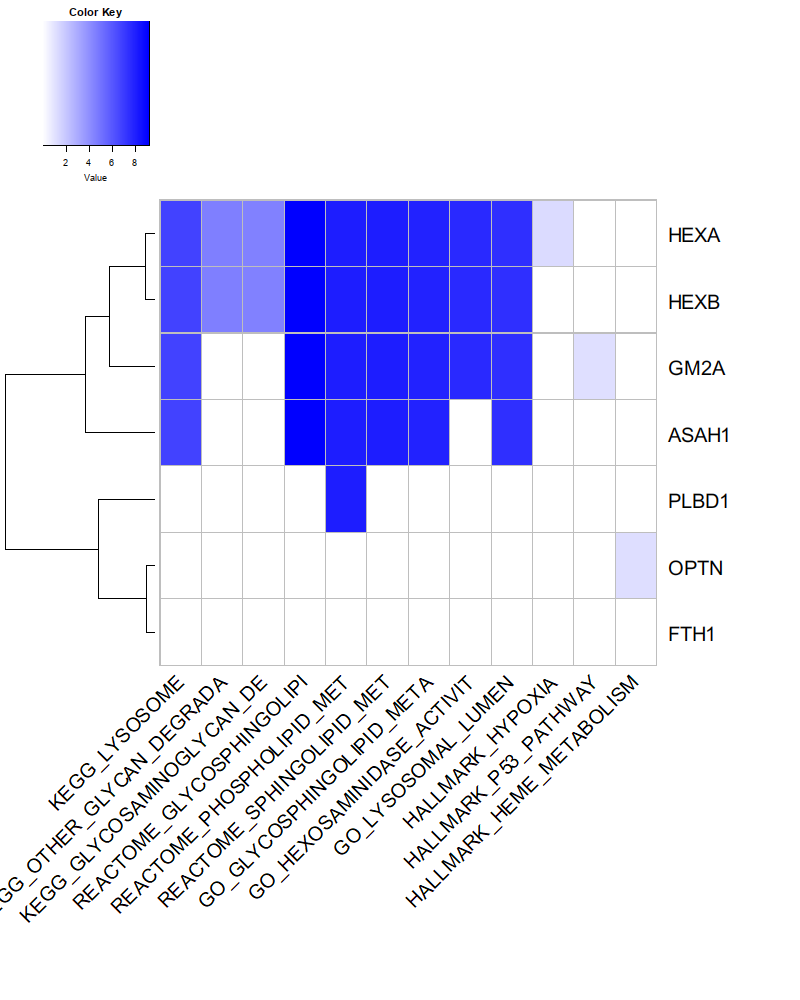 Color Key
2 4 6 8
Value
HEXA
HEXB
GM2A
ASAH1
PLBD1
OPTN
FTH1
KEGG_LYSOSOME
GG_OTHER_GLYCAN_DEGRADA
KEGG_GLYCOSAMINOGLYCAN_DE
REACTOME_GLYCOSPHINGOLIPI
REACTOME_PHOSPHOLIPID_MET
REACTOME_SPHINGOLIPID_MET
GO_GLYCOSPHINGOLIPID_META
GO_HEXOSAMINIDASE_ACTIVIT
GO_LYSOSOMAL_LUMEN
HALLMARK_HYPOXIA
HALLMARK_P53_PATHWAY
HALLMARK_HEME_METABOLISM